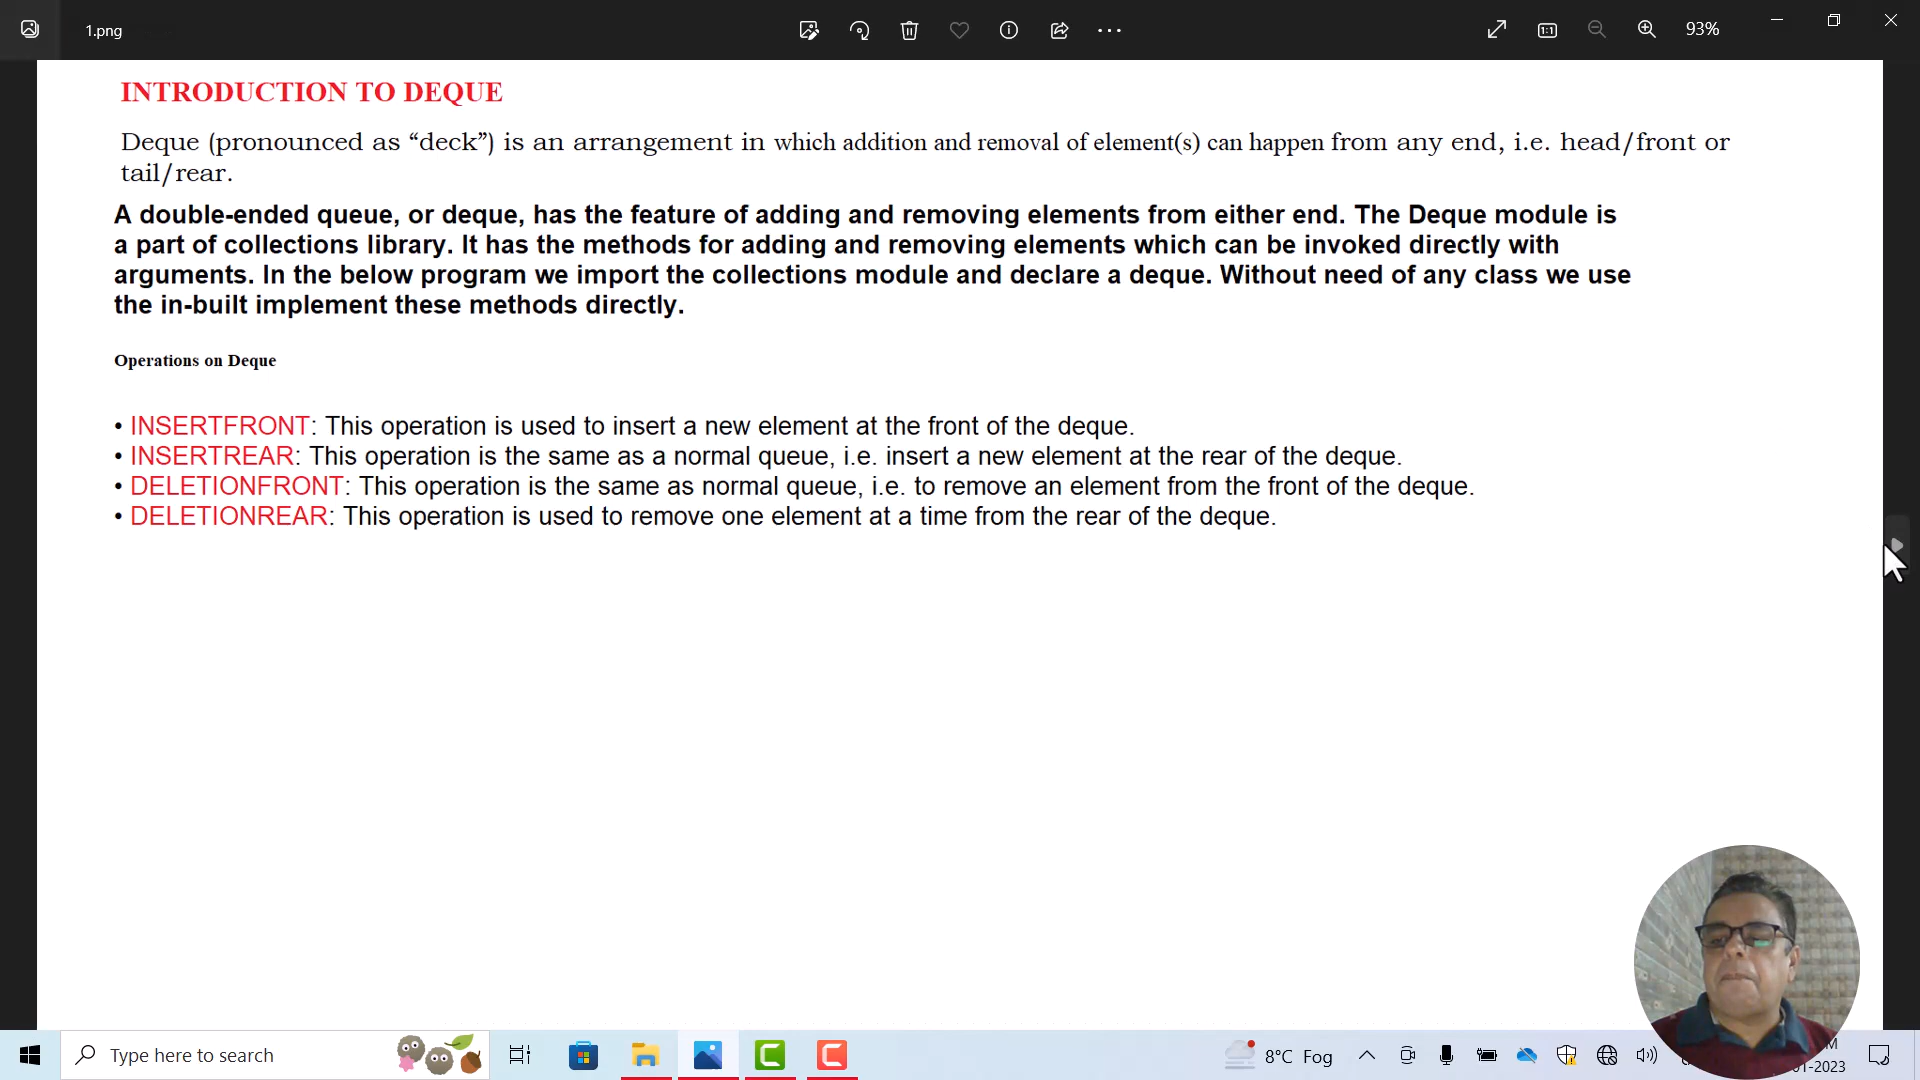 1.png
93%
INTRODUCTION TO DEQUE
Deque (pronounced as “deck”) is an arrangement in which addition and removal of element(s) can happen from any end, i.e. head/front or
tail/rear.
A double-ended queue, or deque, has the feature of adding and removing elements from either end. The Deque module is
a part of collections library. It has the methods for adding and removing elements which can be invoked directly with
arguments. In the below program we import the collections module and declare a deque. Without need of any class we use
the in-built implement these methods directly.
Operations on Deque
• INSERTFRONT: This operation is used to insert a new element at the front of the deque.
• INSERTREAR: This operation is the same as a normal queue, i.e. insert a new element at the rear of the deque.
• DELETIONFRONT: This operation is the same as normal queue, i.e. to remove an element from the front of the deque.
• DELETIONREAR: This operation is used to remove one element at a time from the rear of the deque.
Type here to search
8°C Fog
-2023